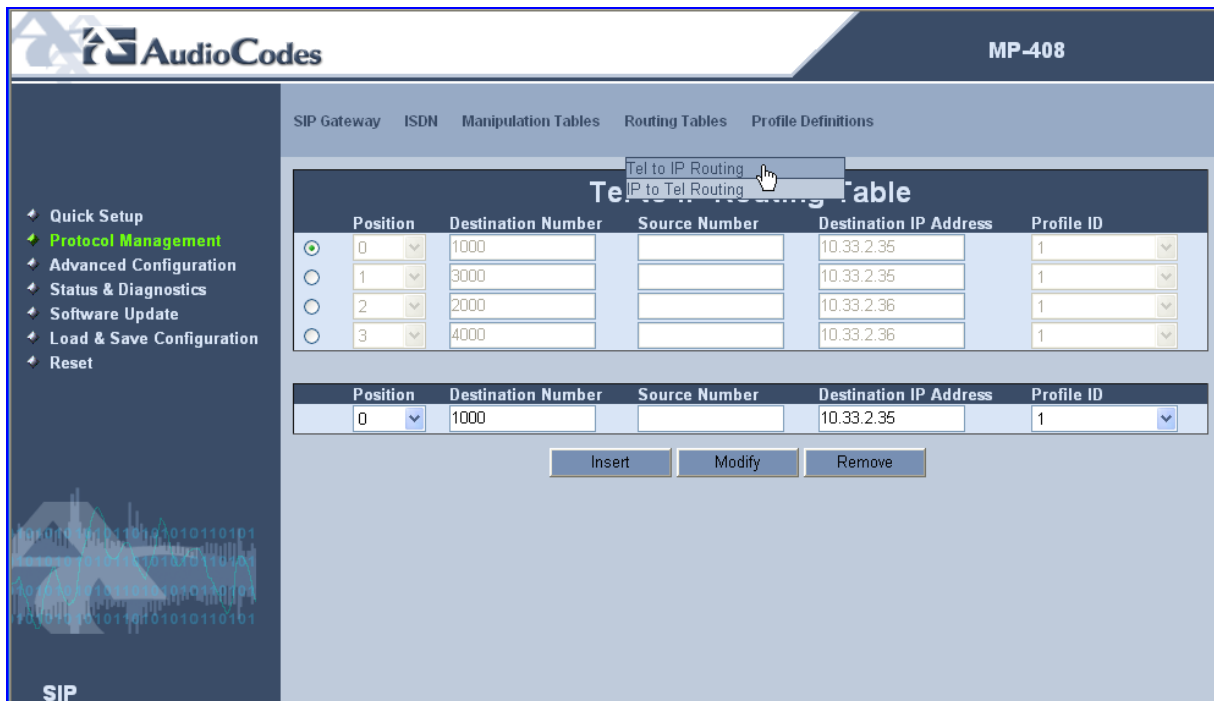 AudioCodes
MP-408
SIP Gateway ISDN Manipulation Tables Routing Tables Profile Definitions
Tel to IP Routing
IP to Tel Routing
Table
Quick Setup
Protocol Management
Advanced Configuration
Status & Diagnostics
Software Update
Load & Save Configuration
Reset
Position Destination Number Source Number Destination IP Address Profile ID
0 1000 10.33.2.35 1
1 3000 10.33.2.35 1
2 2000 10.33.2.36 1
3 4000 10.33.2.36 1
Position Destination Number Source Number Destination IP Address Profile ID
0 1000 10.33.2.35 1
Insert Modify Remove
SIP